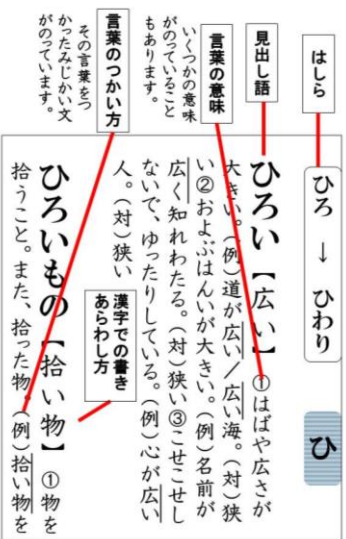 はしら
見出し語
言葉の意味
いくつかの意味
がのっていること
もあります。
言葉のつかい方
その言葉をつ
かったみじかい文
がのっています。
ひろ → ひわり
ひ
ひろい【広い】①はばや広さが
大きい。(例)道が広い/広い海。(対)狭
い②およぶはんいが大きい。(例)名前が
広く知れわたる。(対)狭い③こせこせし
ないで、ゆったりしている。(例)心が広い
人。(対)狭い
漢字での書き
あらわし方
ひろいもの【拾い物】①物を
拾うこと。また、拾った物。(例)拾い物を